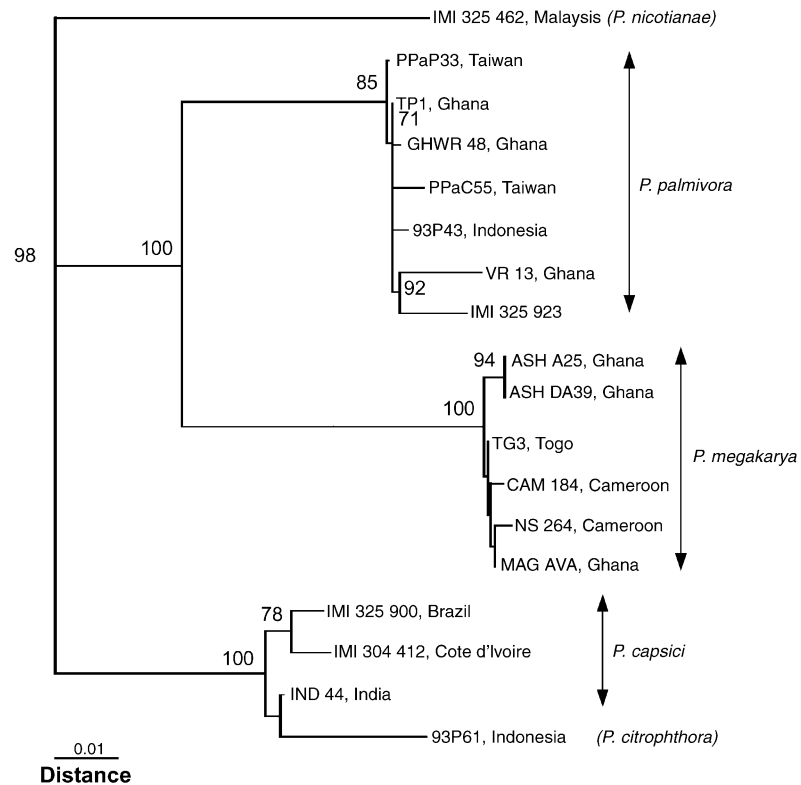 IMI 325 462, Malaysis (P. nicotianae)
PPaP33, Taiwan
85
TP1, Ghana
71
GHWR 48, Ghana
PPaC55, Taiwan
P. palmivora
93P43, Indonesia
100
98
VR 13, Ghana
92
IMI 325 923
94
ASH A25, Ghana
ASH DA39, Ghana
100
TG3, Togo
P. megakarya
CAM 184, Cameroon
NS 264, Cameroon
MAG AVA, Ghana
78
IMI 325 900, Brazil
IMI 304 412, Cote d'Ivoire
P. capsici
100
IND 44, India
93P61, Indonesia (P. citrophthora)
0.01
Distance